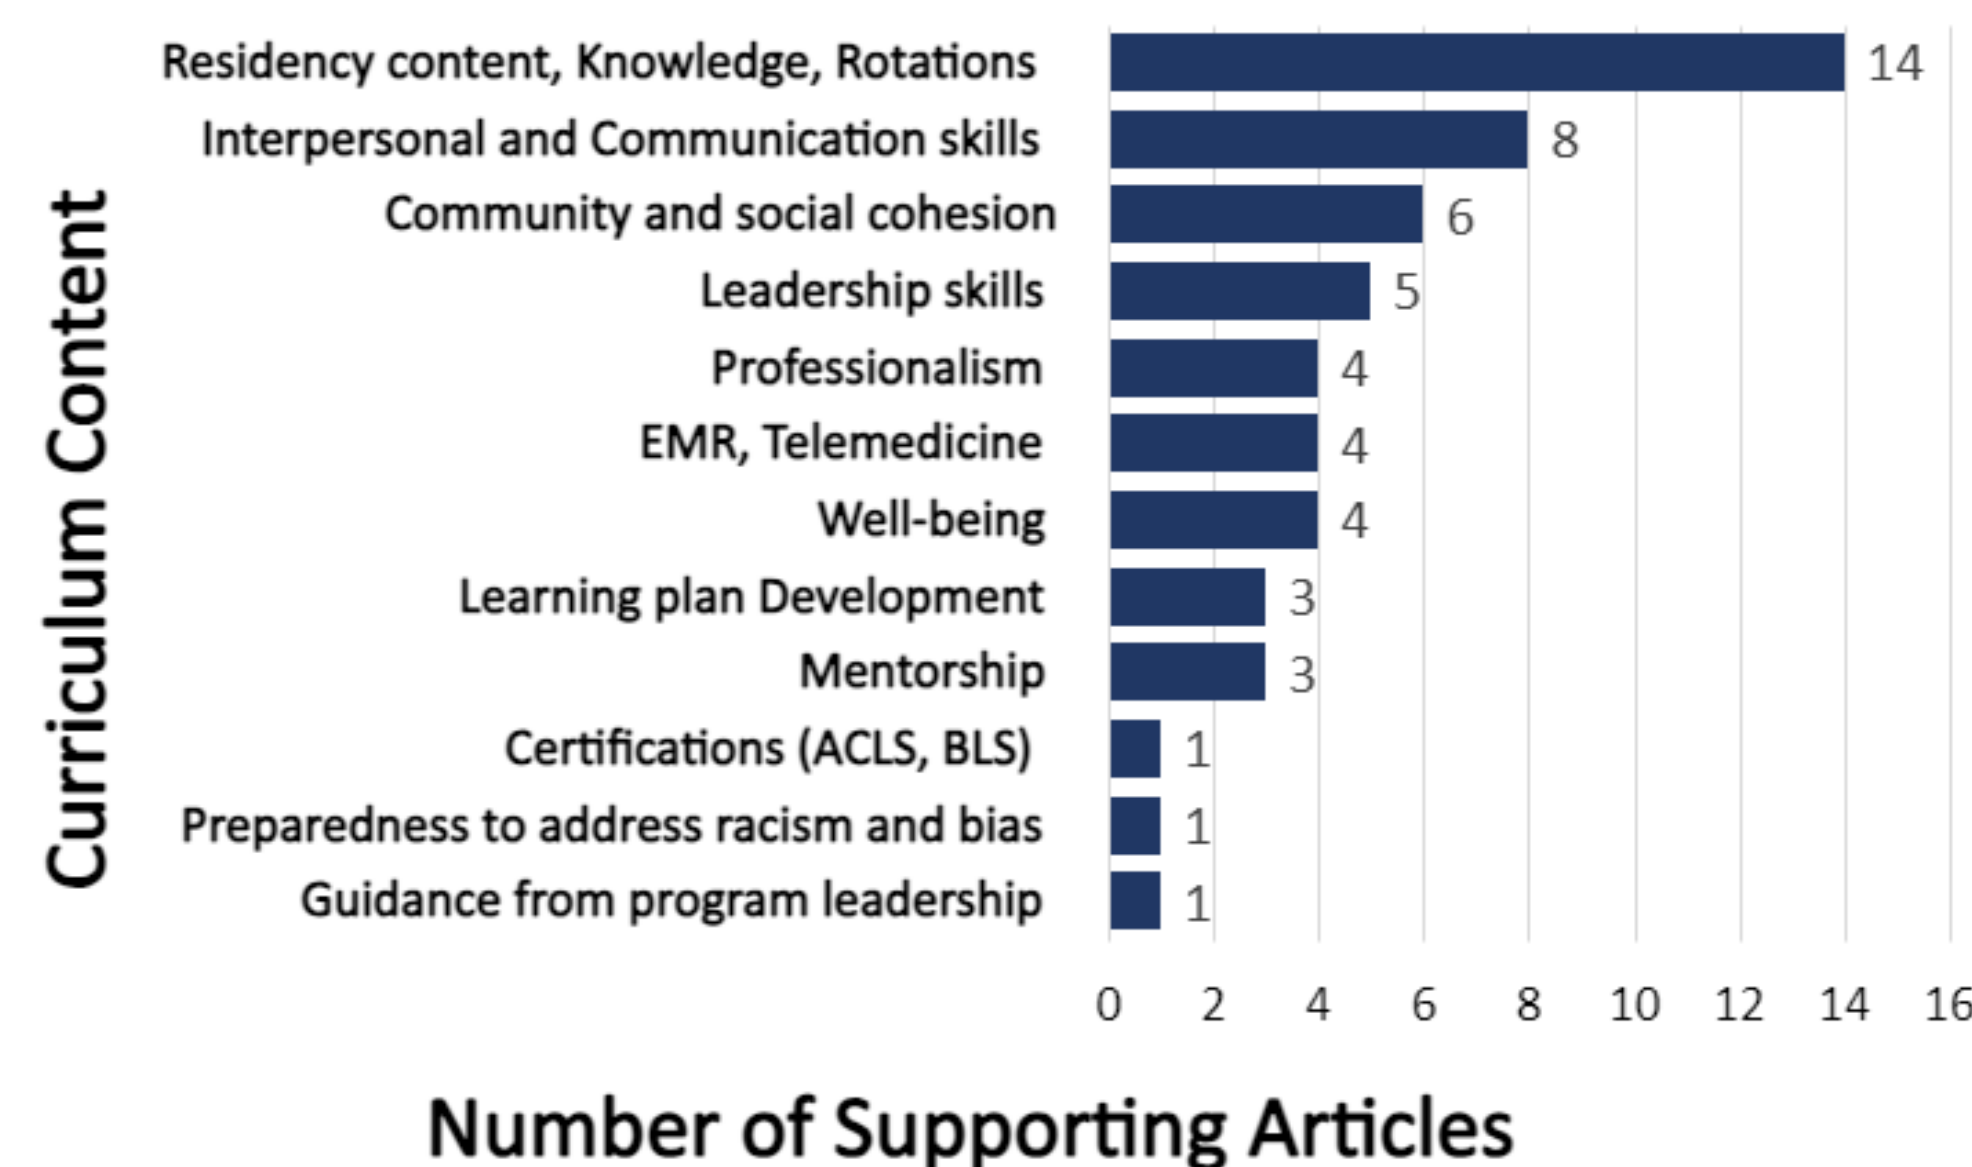 Curriculum Content
Residency content, Knowledge, Rotations 14
Interpersonal and Communication skills 8
Community and social cohesion 6
Leadership skills 5
Professionalism 4
EMR, Telemedicine 4
Well-being 4
Learning plan Development 3
Mentorship 3
Certifications (ACLS, BLS) 1
Preparedness to address racism and bias 1
Guidance from program leadership 1
0 2 4 6 8 10 12 14 16
Number of Supporting Articles